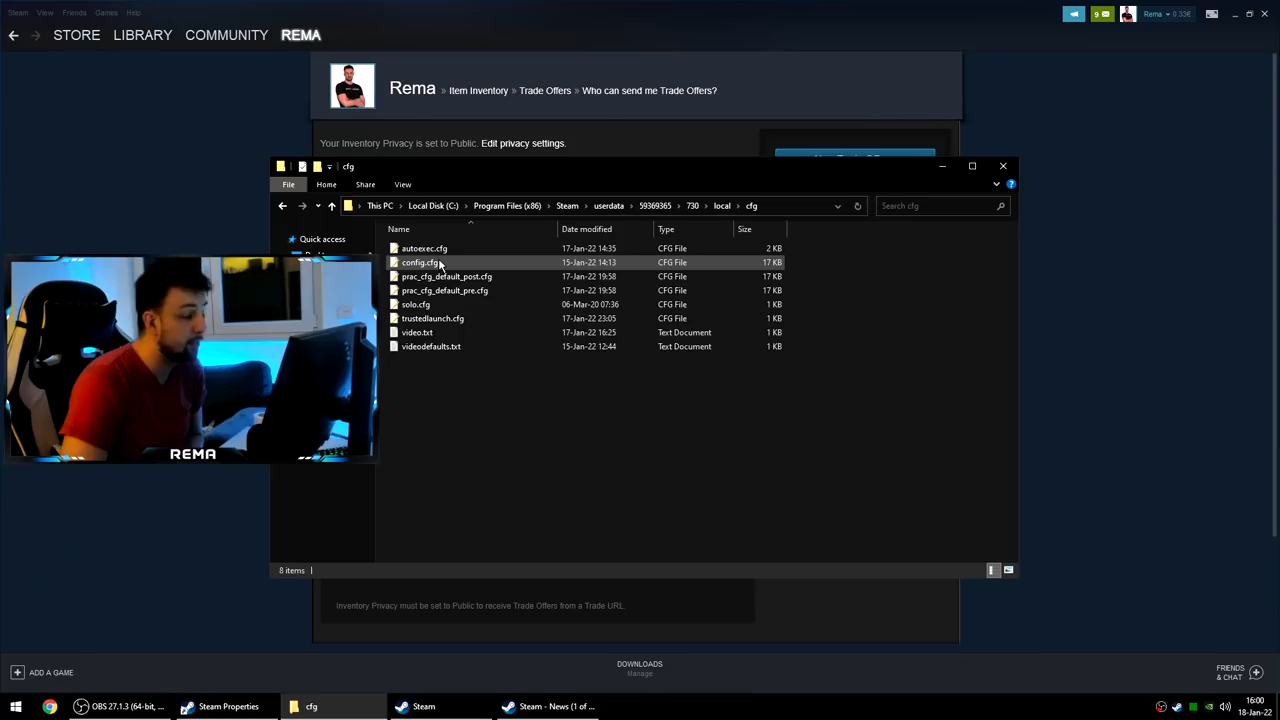 Steam View Friends Games Help
9
Rema 0.33€
STORE LIBRARY COMMUNITY REMA
Rema » Item Inventory » Trade Offers » Who can send me Trade Offers?
Your Inventory Privacy is set to Public. Edit privacy settings.
cfg
File Home Share View
This PC > Local Disk (C:) > Program Files (x86) > Steam > userdata > 59369365 > 730 > local > cfg
Search cfg
Name Date modified Type Size
Quick access
autoexec.cfg 17-Jan-22 14:35 CFG File 2 KB
config.cfg 15-Jan-22 14:13 CFG File 17 KB
prac_cfg_default_post.cfg 17-Jan-22 19:58 CFG File 17 KB
prac_cfg_default_pre.cfg 17-Jan-22 19:58 CFG File 17 KB
solo.cfg 06-Mar-20 07:36 CFG File 1 KB
trustedlaunch.cfg 17-Jan-22 23:05 CFG File 1 KB
video.txt 17-Jan-22 16:25 Text Document 1 KB
videodefaults.txt 15-Jan-22 12:44 Text Document 1 KB
REMA
8 items
Inventory Privacy must be set to Public to receive Trade Offers from a Trade URL.
ADD A GAME
DOWNLOADS
Manage
FRIENDS
& CHAT
OBS 27.1.3 (64-bit, ...
Steam Properties
cfg
Steam
Steam - News (1 of ...
16:00
18-Jan-22